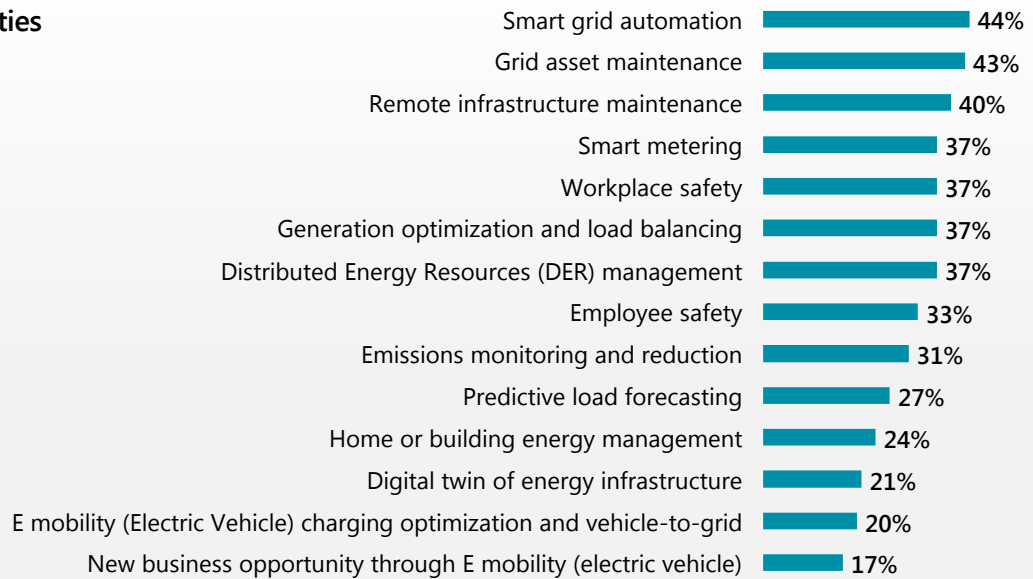 ties
Smart grid automation 44%
Grid asset maintenance 43%
Remote infrastructure maintenance 40%
Smart metering 37%
Workplace safety 37%
Generation optimization and load balancing 37%
Distributed Energy Resources (DER) management 37%
Employee safety 33%
Emissions monitoring and reduction 31%
Predictive load forecasting 27%
Home or building energy management 24%
Digital twin of energy infrastructure 21%
E mobility (Electric Vehicle) charging optimization and vehicle-to-grid 20%
New business opportunity through E mobility (electric vehicle) 17%